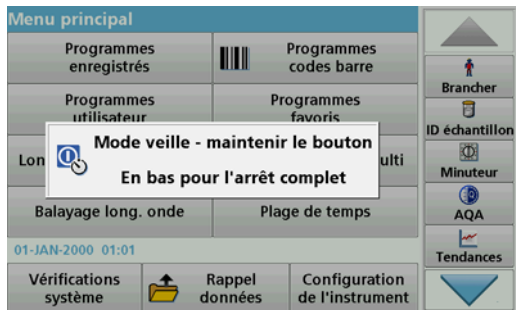 Menu principal
Programmes
enregistrés
Programmes
codes barre
Programmes
utilisateur
Programmes
favoris
Mode veille - maintenir le bouton
En bas pour l'arrêt complet
Lon
ulti
Balayage long. onde
Plage de temps
01-JAN-2000 01:01
Vérifications
système
Rappel
données
Configuration
de l'instrument
Brancher
ID échantillon
Minuteur
AQA
Tendances